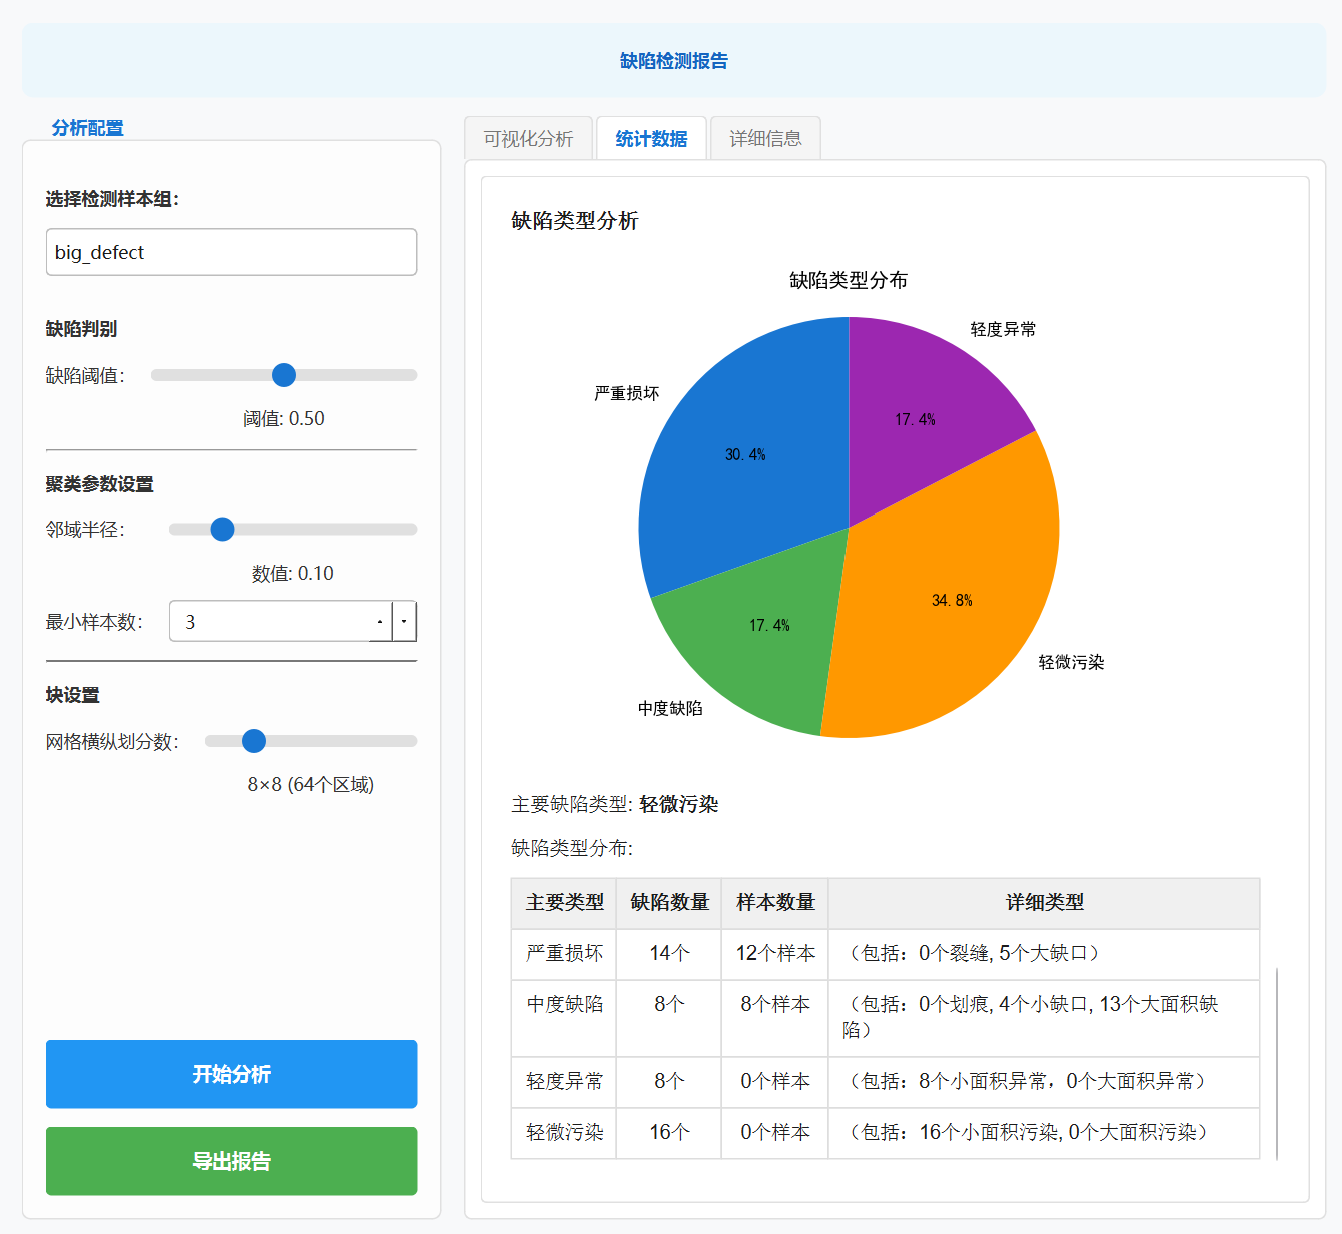 缺陷检测报告
分析配置
选择检测样本组：
big_defect
缺陷判别
缺陷阈值：
阈值: 0.50
聚类参数设置
邻域半径：
数值: 0.10
最小样本数：
3
块设置
网格横纵划分数：
8×8 (64个区域)
开始分析
导出报告
可视化分析 统计数据 详细信息
缺陷类型分析
缺陷类型分布
轻度异常
严重损坏
17.4%
30.4%
34.8%
17.4%
轻微污染
中度缺陷
主要缺陷类型: 轻微污染
缺陷类型分布:
主要类型 缺陷数量 样本数量 详细类型
严重损坏 14个 12个样本 （包括：0个裂缝, 5个大缺口）
中度缺陷 8个 8个样本 （包括：0个划痕, 4个小缺口, 13个大面积缺
陷）
轻度异常 8个 0个样本 （包括：8个小面积异常，0个大面积异常）
轻微污染 16个 0个样本 （包括：16个小面积污染, 0个大面积污染）